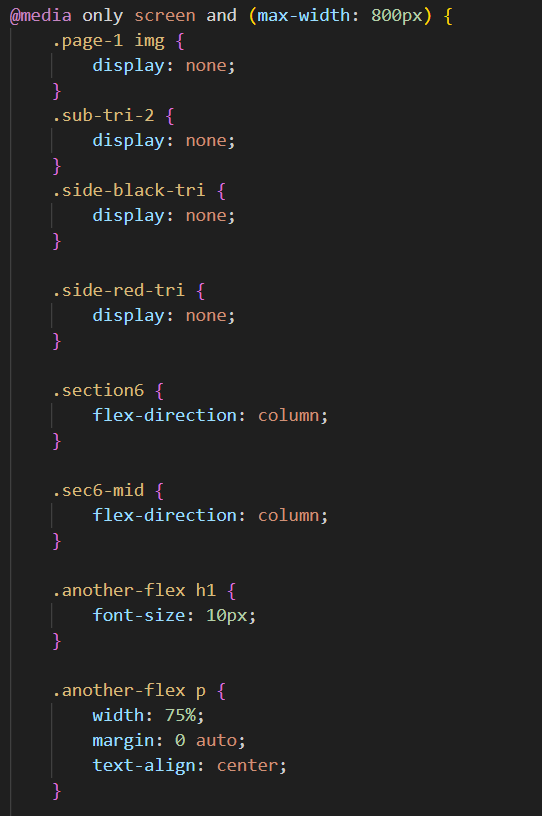 @media only screen and (max-width: 800px) {
.page-1 img {
display: none;
}
.sub-tri-2 {
display: none;
}
.side-black-tri {
display: none;
}
.side-red-tri {
display: none;
}
.section6 {
flex-direction: column;
}
.sec6-mid {
flex-direction: column;
}
.another-flex h1 {
font-size: 10px;
}
.another-flex p {
width: 75%;
margin: 0 auto;
text-align: center;
}